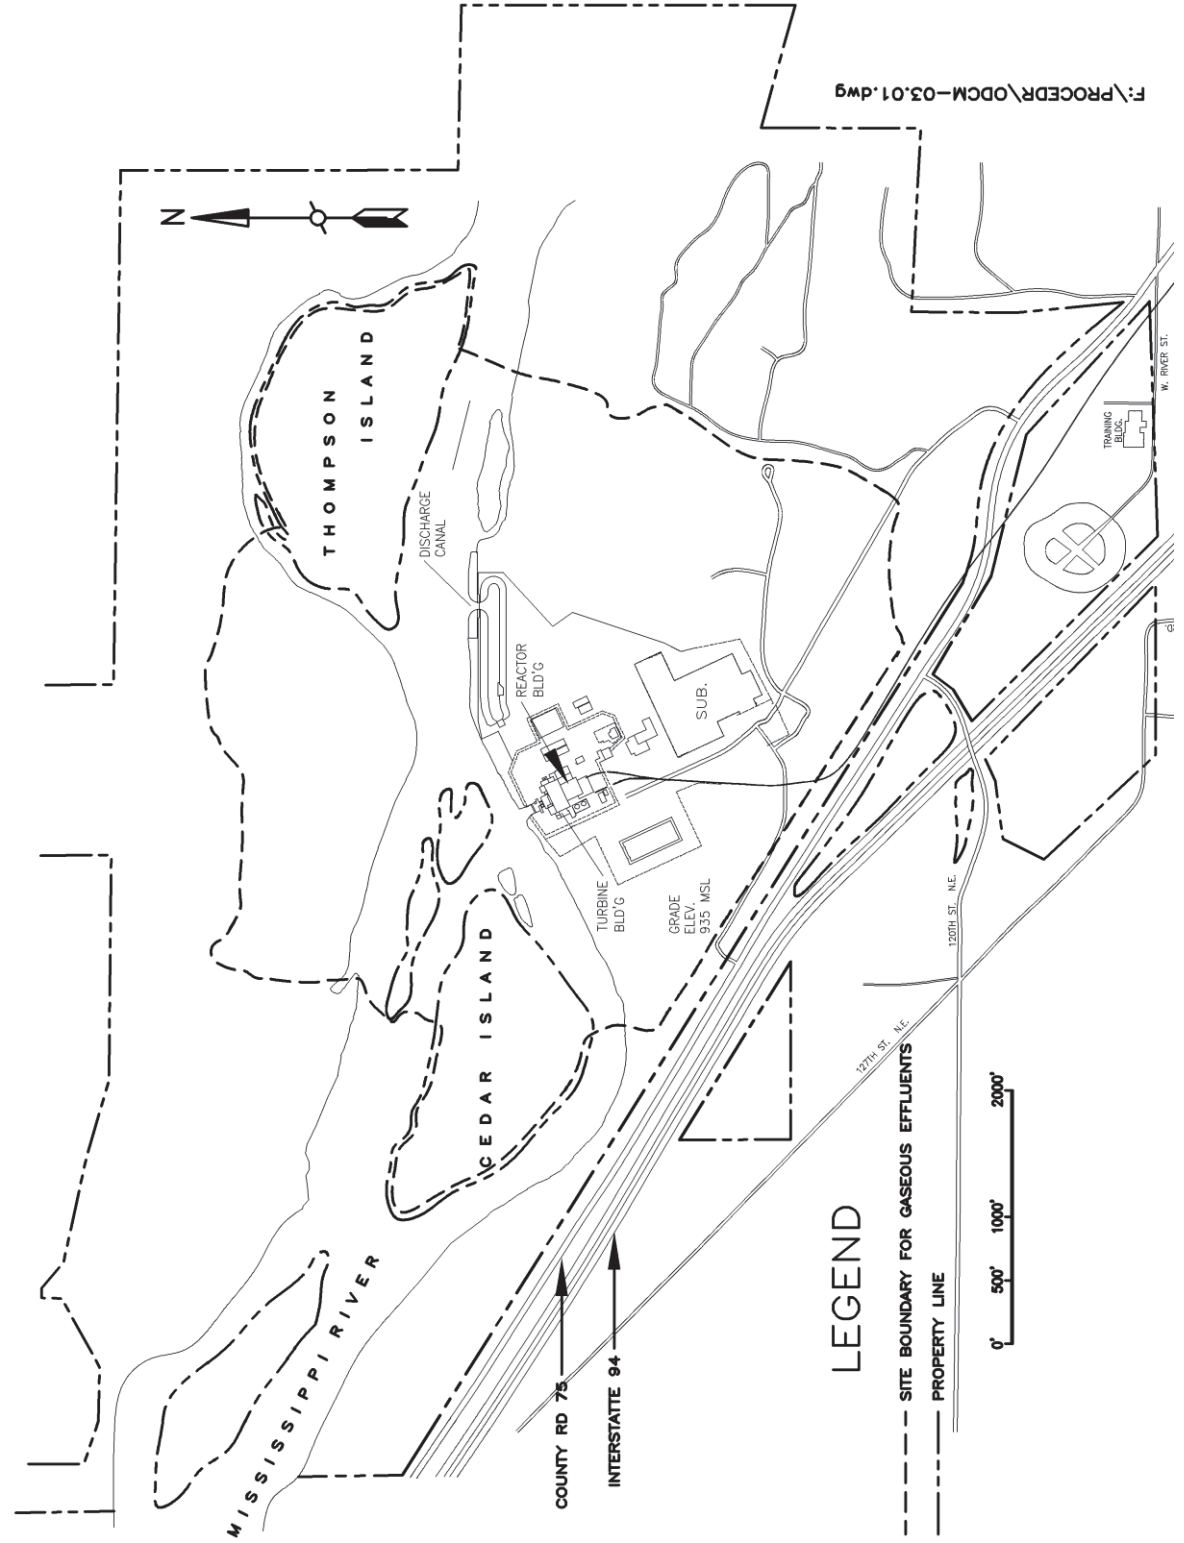 F:\PROCEDR\ODCM-03.01.dwg
N
THOMPSON
ISLAND
DISCHARGE
CANAL
REACTOR
BLD'G
SUB.
TRAINING
BLDG.
W. RIVER ST.
TURBINE
BLD'G
GRADE
ELEV.
935 MSL
CEDAR ISLAND
MISSISSIPPI RIVER
120TH ST. N.E.
127TH ST. N.E.
COUNTY RD 75
INTERSTATTE 94
LEGEND
SITE BOUNDARY FOR GASEOUS EFFLUENTS
PROPERTY LINE
0' 500' 1000' 2000'